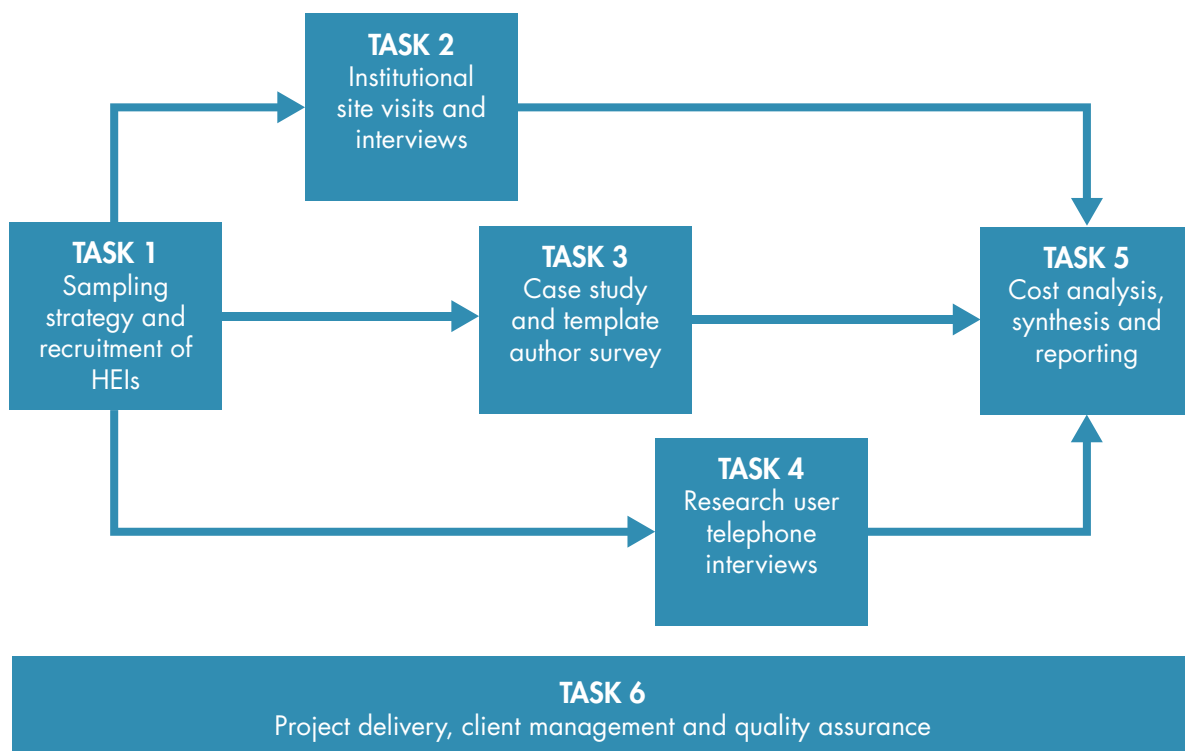 TASK 2
Institutional
site visits and
interviews
TASK 1
Sampling
strategy and
recruitment of
HEIs
TASK 3
Case study
and template
author survey
TASK 5
Cost analysis,
synthesis and
reporting
TASK 4
Research user
telephone
interviews
TASK 6
Project delivery, client management and quality assurance